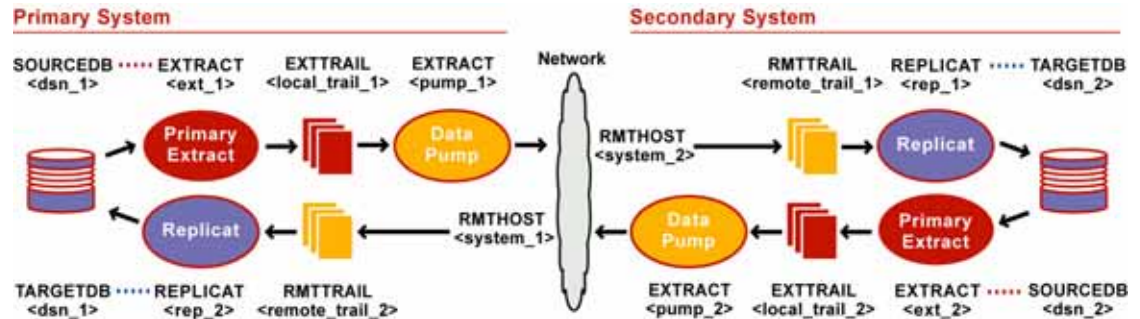 Primary System
Secondary System
SOURCEDB ...... EXTRACT
<dsn_1> <ext_1>
EXTTRAIL
<local_trail_1>
EXTRACT
<pump_1>
Network
RMTTRAIL
<remote_trail_1>
REPLICAT ...... TARGETDB
<rep_1> <dsn_2>
Primary
Extract
Data
Pump
RMTHOST
<system_2>
Replicat
Replicat
RMTHOST
<system_1>
Data
Pump
Primary
Extract
TARGETDB ...... REPLICAT
<dsn_1> <rep_2>
RMTTRAIL
<remote_trail_2>
EXTRACT
<pump_2>
EXTTRAIL
<local_trail_2>
EXTRACT ...... SOURCEDB
<ext_2> <dsn_2>